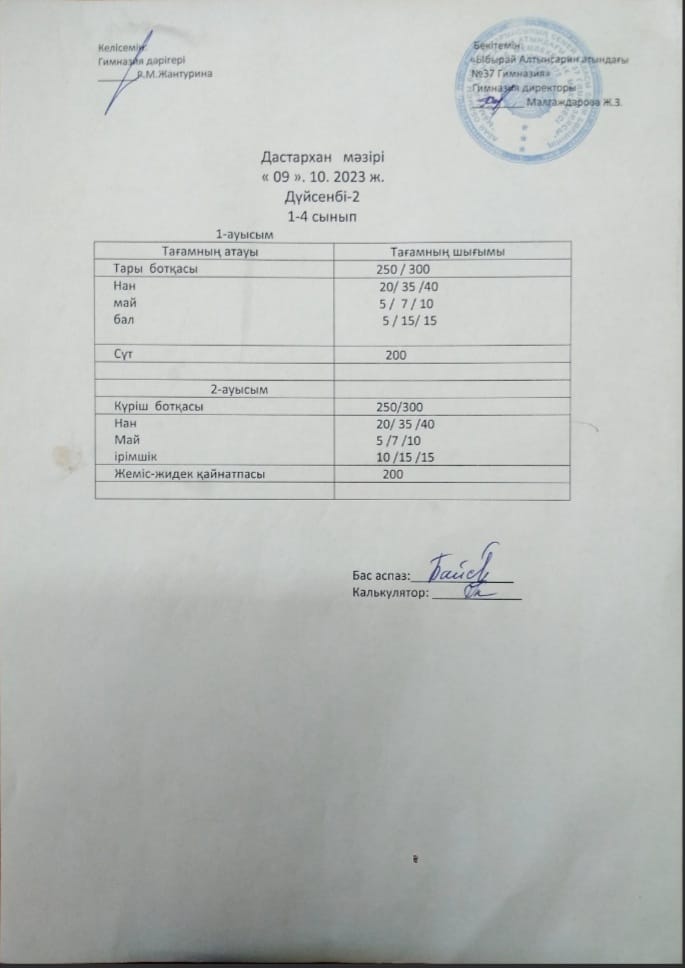 Келісемін:
Гимназия дәрігері
_______Р.М.Жантурина
Бекітемін:
«Ыбырай Алтынсарин атындағы
№37 Гимназия»
Гимназия директоры
________ Малгаждарова Ж.З.
Дастархан мәзірі
« 09 ». 10. 2023 ж.
Дүйсенбі-2
1-4 сынып
1-ауысым
Тағамның атауы Тағамның шығымы
Тары ботқасы 250 / 300
Нан 20/ 35 /40
май 5 / 7 / 10
бал 5 / 15/ 15
Сүт 200
2-ауысым
Күріш ботқасы 250/300
Нан 20/ 35 /40
Май 5 /7 /10
ірімшік 10 /15 /15
Жеміс-жидек қайнатпасы 200
Бас аспаз:
Калькулятор: